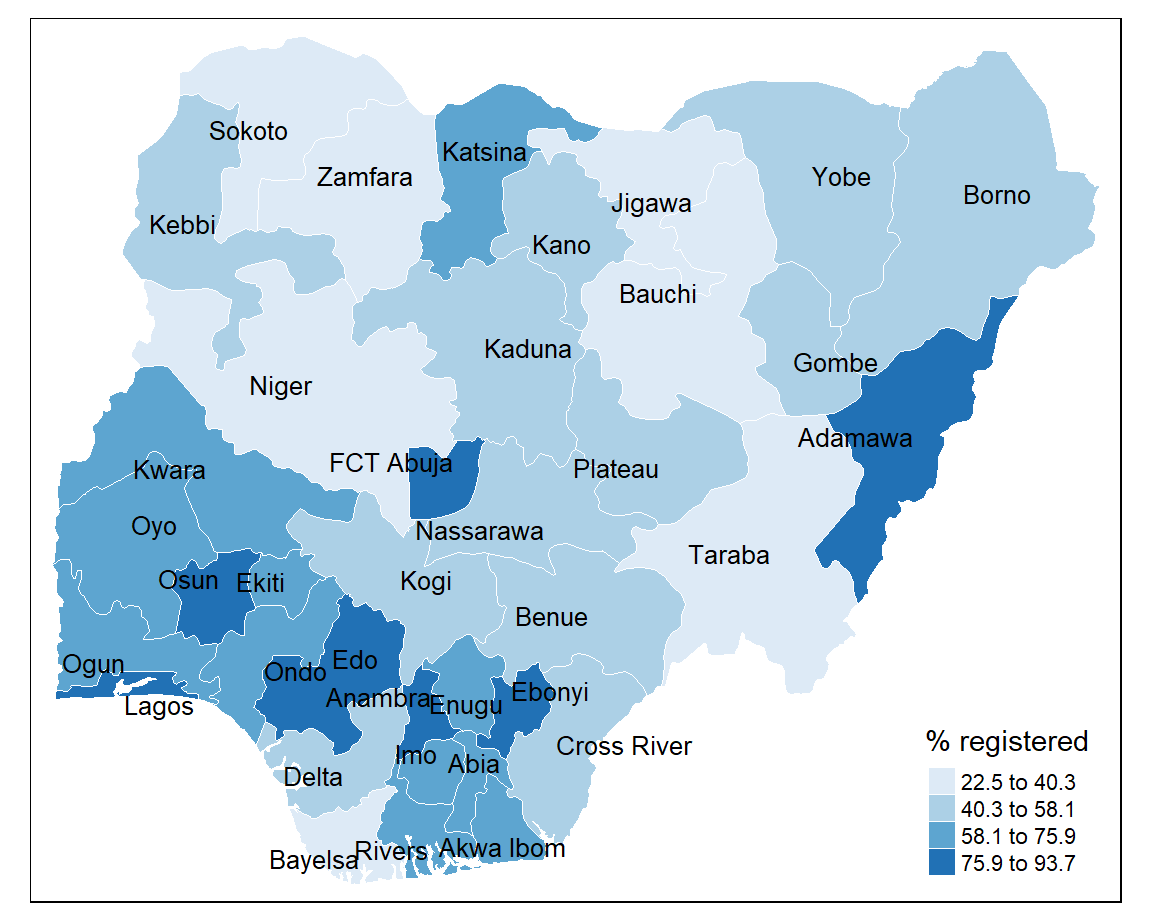 Sokoto
Katsina
Zamfara
Yobe
Borno
Jigawa
Kebbi
Kano
Bauchi
Kaduna
Gombe
Niger
Adamawa
FCT Abuja
Kwara
Plateau
Oyo
Nassarawa
Taraba
Osun
Ekiti
Kogi
Benue
Ogun
Edo
Ondo
Ebonyi
Anambra
Enugu
Lagos
Cross River
Imo
Abia
Delta
Akwa Ibom
Rivers
Bayelsa
% registered
22.5 to 40.3
40.3 to 58.1
58.1 to 75.9
75.9 to 93.7